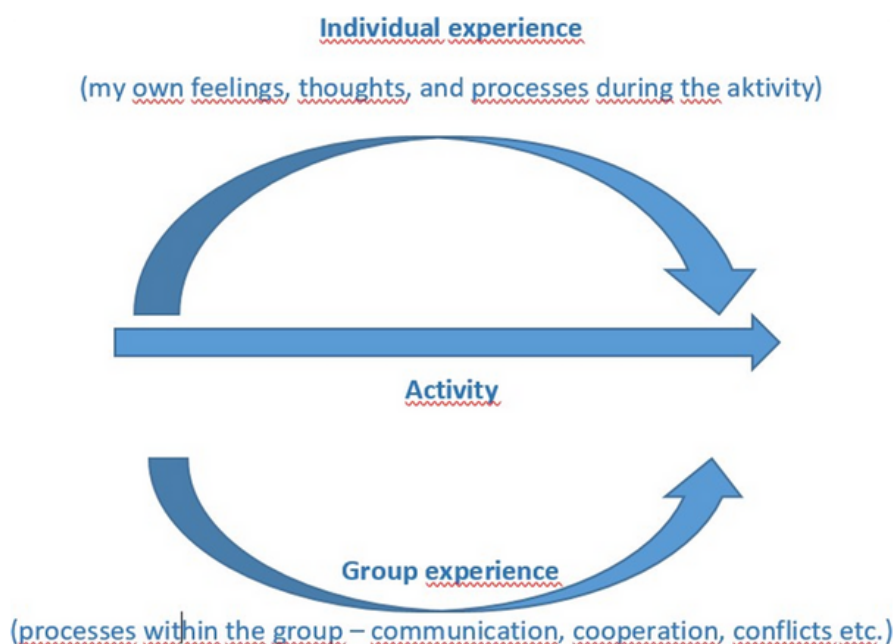 Individual experience
(my own feelings, thoughts, and processes during the aktivity)
Activity
Group experience
(processes within the group – communication, cooperation, conflicts etc.)